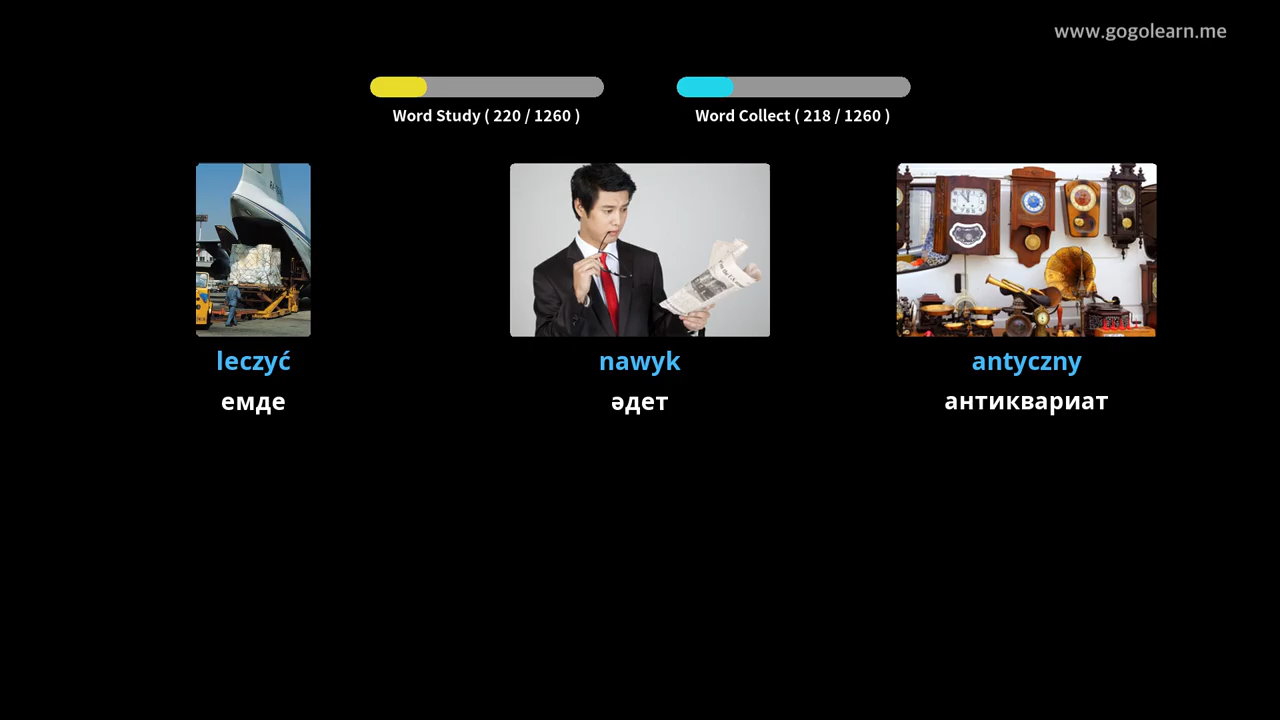 www.gogolearn.me
Word Study ( 220 / 1260 )
Word Collect ( 218 / 1260 )
leczyć
nawyk
antyczny
емде
әдет
антиквариат